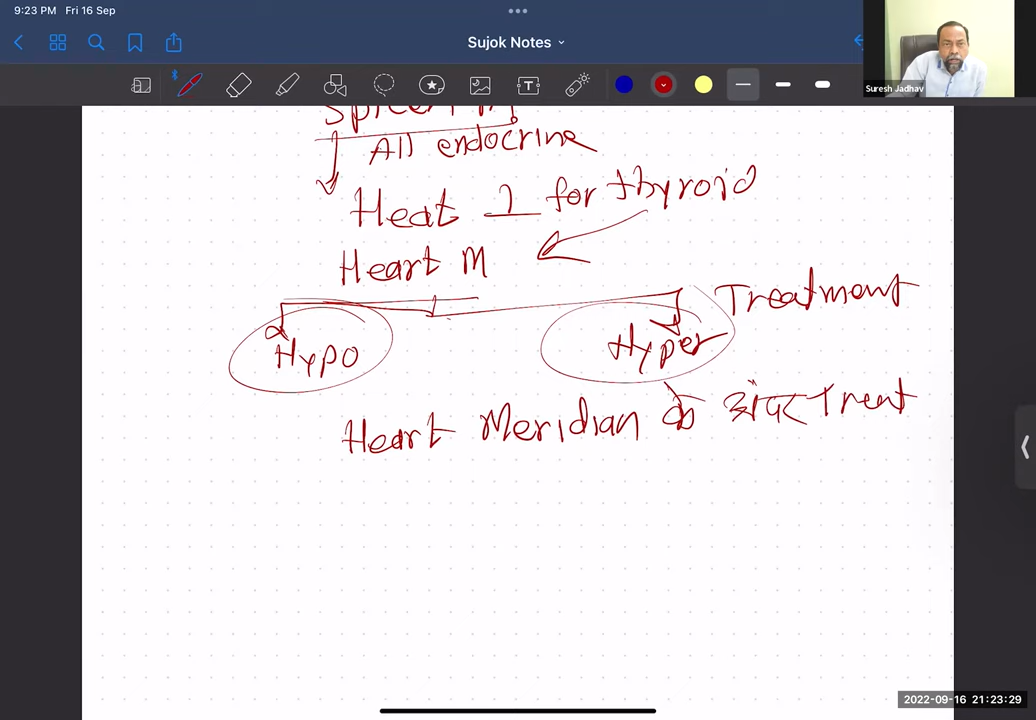 9:23 PM Fri 16 Sep
Sujok Notes
Suresh Jadhav
All endocrine
Heat 1 for thyroid
Heart M
Treatment
Hypo Hyper
Heart Meridian के Treat
2022-09-16 21:23:29